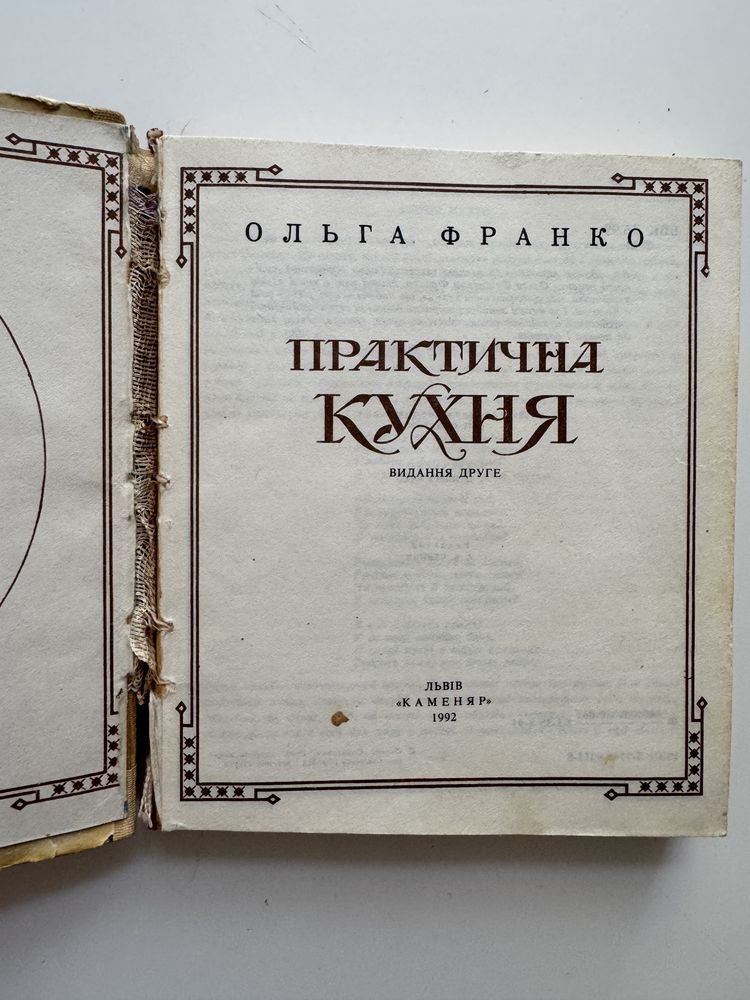 ОЛЬГА ФРАНКО
ПРАКТИЧНА
КУХНЯ
ВИДАННЯ ДРУГЕ
ЛЬВІВ
«КАМЕНЯР»
1992